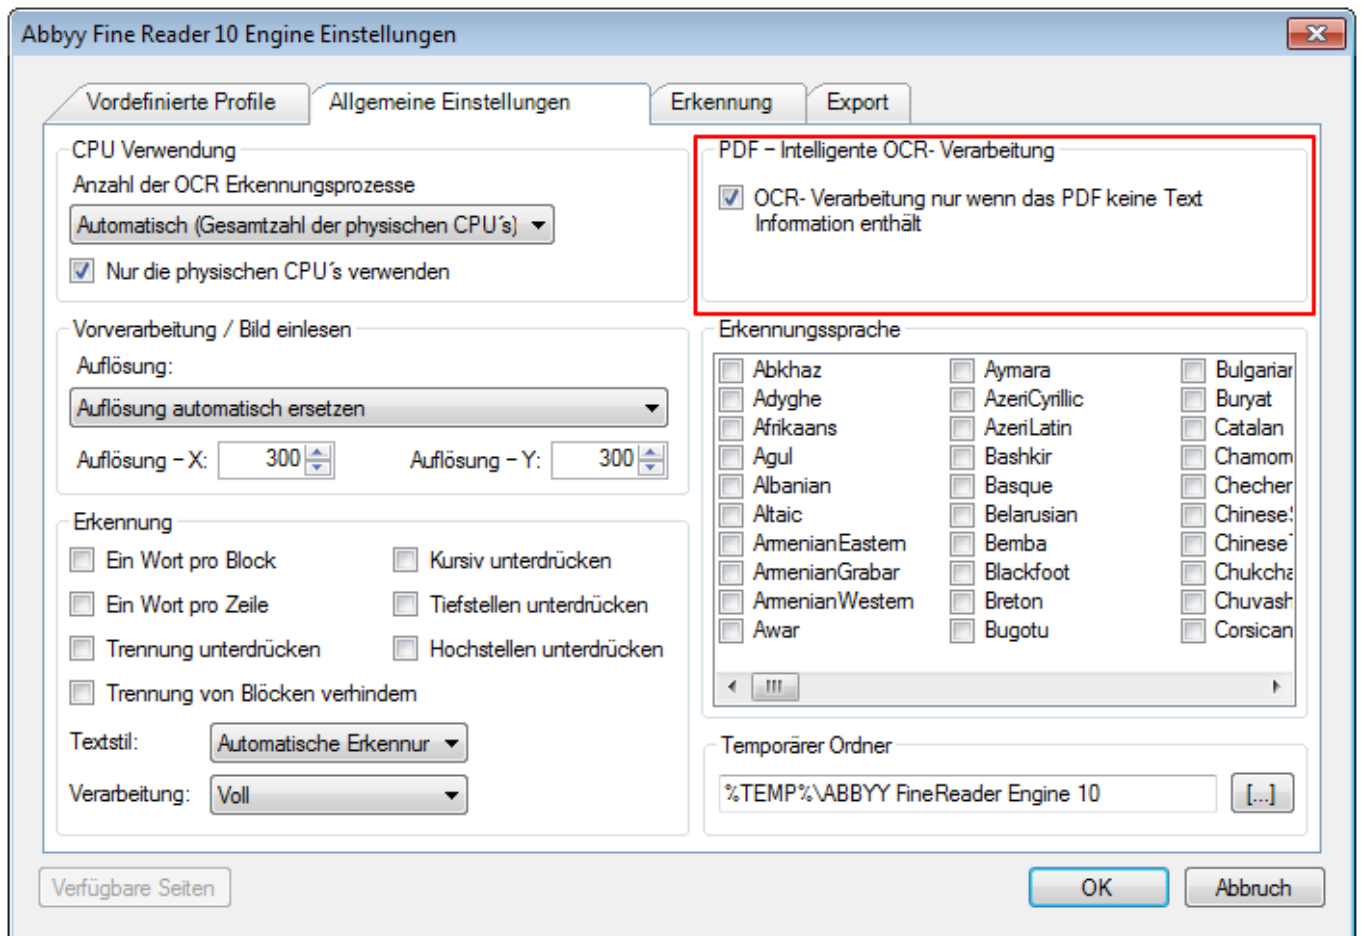 Abbyy Fine Reader 10 Engine Einstellungen
Vordefinierte Profile
Allgemeine Einstellungen
Erkennung
Export
CPU Verwendung
Anzahl der OCR Erkennungsprozesse
Automatisch (Gesamtzahl der physischen CPU´s)
Nur die physischen CPU´s verwenden
PDF – Intelligente OCR- Verarbeitung
OCR- Verarbeitung nur wenn das PDF keine Text
Information enthält
Vorverarbeitung / Bild einlesen
Auflösung:
Auflösung automatisch ersetzen
Auflösung – X: 300
Auflösung – Y: 300
Erkennung
Ein Wort pro Block
Kursiv unterdrücken
Ein Wort pro Zeile
Tiefstellen unterdrücken
Trennung unterdrücken
Hochstellen unterdrücken
Trennung von Blöcken verhindern
Textstil: Automatische Erkennur
Verarbeitung: Voll
Erkennungssprache
Abkhaz
Adyghe
Afrikaans
Agul
Albanian
Altaic
ArmenianEastern
ArmenianGrabar
ArmenianWestern
Awar
Aymara
AzeriCyrillic
AzeriLatin
Bashkir
Basque
Belarusian
Bemba
Blackfoot
Breton
Bugotu
Bulgariar
Buryat
Catalan
Chamorr
Checher
Chinese
Chinese
Chukcha
Chuvash
Corsican
Temporärer Ordner
%TEMP%\ABBYY FineReader Engine 10
[...]
Verfügbare Seiten
OK
Abbruch